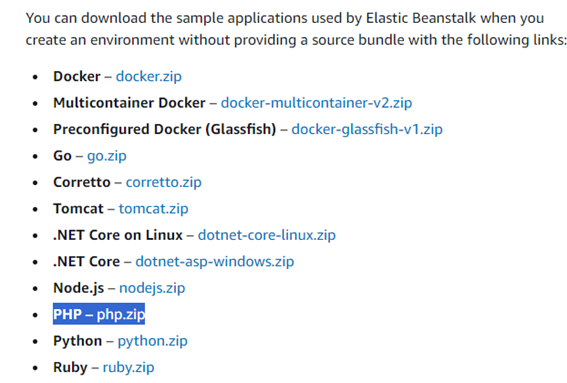 You can download the sample applications used by Elastic Beanstalk when you
create an environment without providing a source bundle with the following links:
• Docker – docker.zip
• Multicontainer Docker – docker-multicontainer-v2.zip
• Preconfigured Docker (Glassfish) – docker-glassfish-v1.zip
• Go – go.zip
• Corretto – corretto.zip
• Tomcat – tomcat.zip
• .NET Core on Linux – dotnet-core-linux.zip
• .NET Core – dotnet-asp-windows.zip
• Node.js – nodejs.zip
• PHP – php.zip
• Python – python.zip
• Ruby – ruby.zip